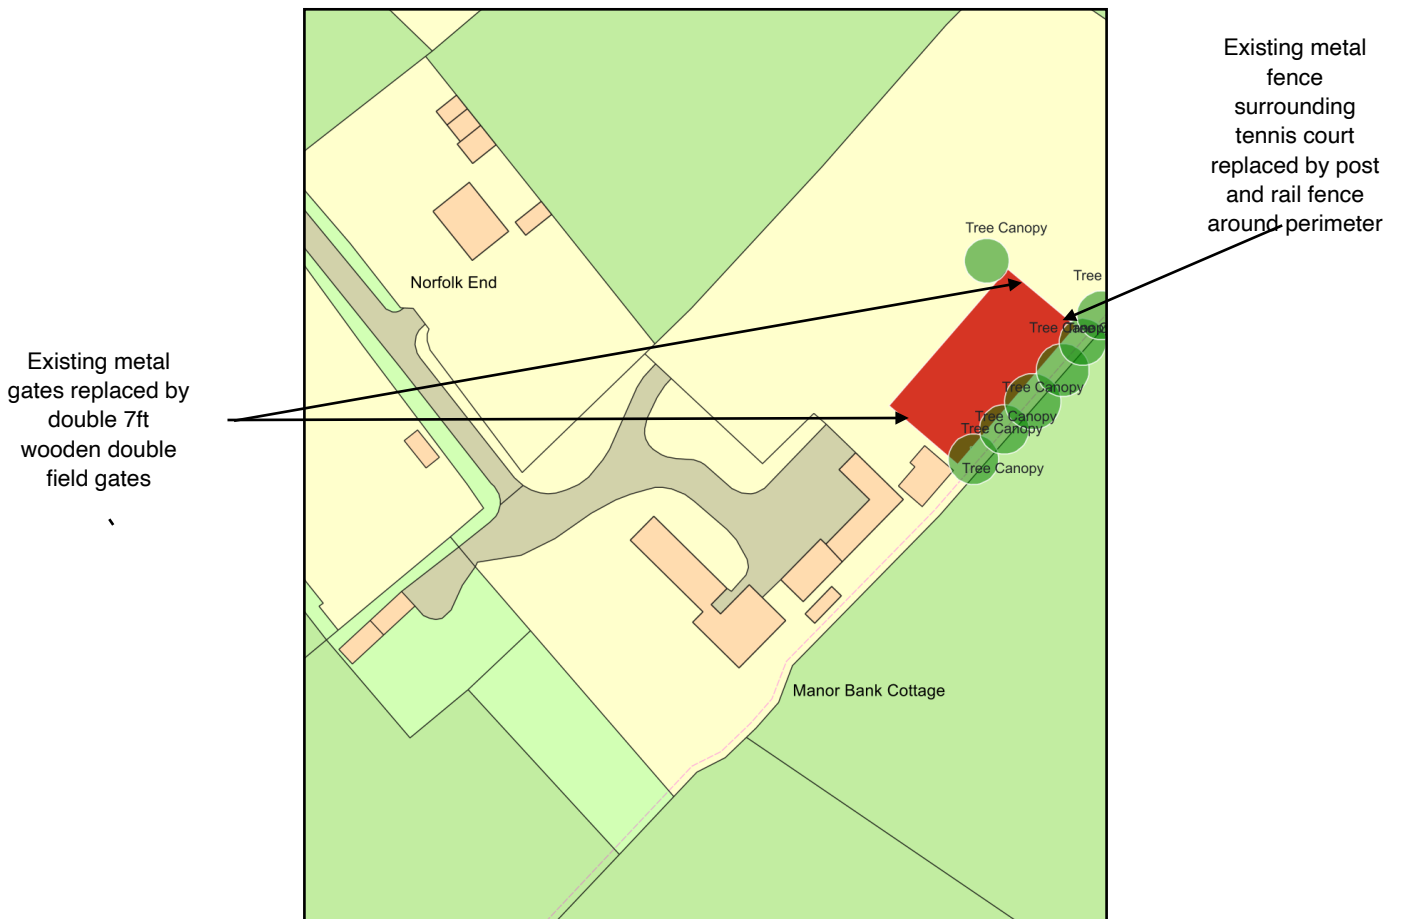 Existing metal
fence
surrounding
tennis court
replaced by post
and rail fence
around perimeter
Tree Canopy
Tree
Norfolk End
Tree
Tree Canopy
Existing metal
gates replaced by
double 7ft
wooden double
field gates
Tree Canopy
Tree Canopy
Tree Canopy
Manor Bank Cottage